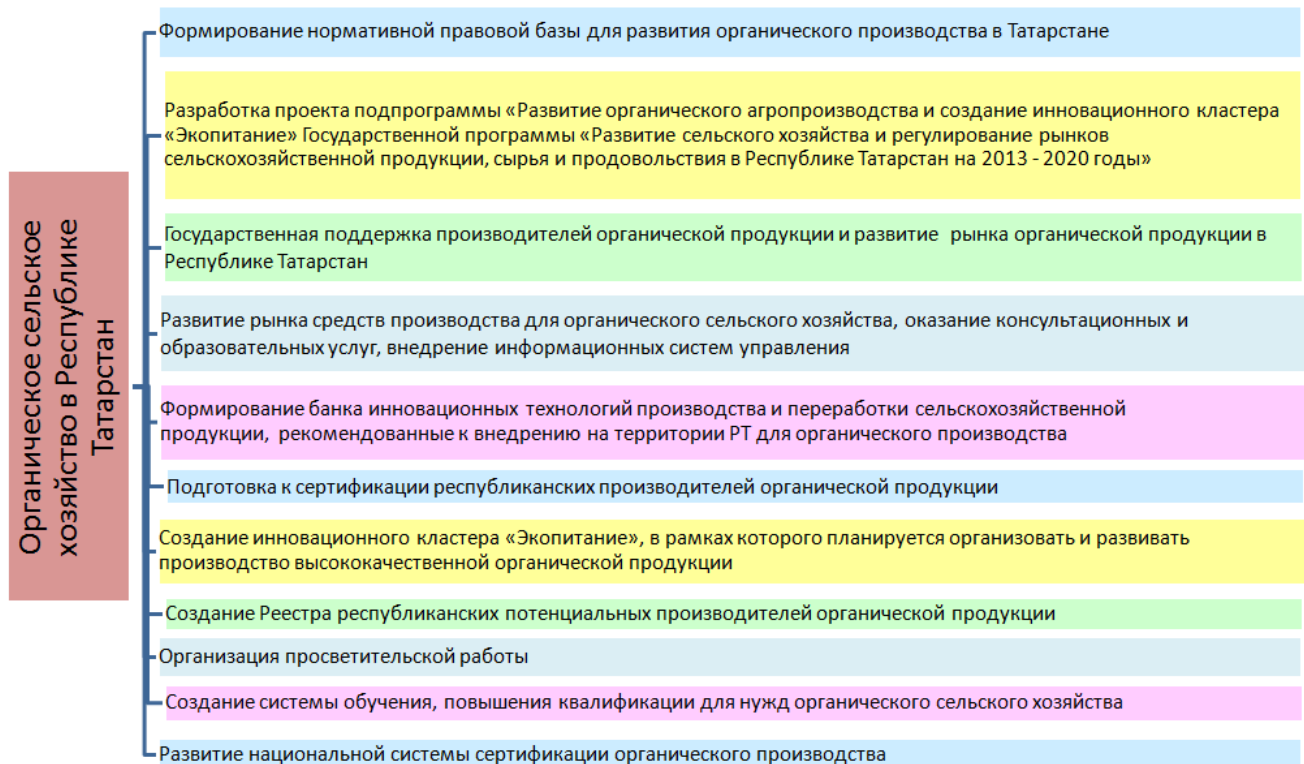 Органическое сельское
хозяйство в Республике
Татарстан
Формирование нормативной правовой базы для развития органического производства в Татарстане
Разработка проекта подпрограммы «Развитие органического агропроизводства и создание инновационного кластера
«Экопитание» Государственной программы «Развитие сельского хозяйства и регулирование рынков
сельскохозяйственной продукции, сырья и продовольствия в Республике Татарстан на 2013 - 2020 годы»
Государственная поддержка производителей органической продукции и развитие рынка органической продукции в
Республике Татарстан
Развитие рынка средств производства для органического сельского хозяйства, оказание консультационных и
образовательных услуг, внедрение информационных систем управления
Формирование банка инновационных технологий производства и переработки сельскохозяйственной
продукции, рекомендованные к внедрению на территории РТ для органического производства
Подготовка к сертификации республиканских производителей органической продукции
Создание инновационного кластера «Экопитание», в рамках которого планируется организовать и развивать
производство высококачественной органической продукции
Создание Реестра республиканских потенциальных производителей органической продукции
Организация просветительской работы
Создание системы обучения, повышения квалификации для нужд органического сельского хозяйства
Развитие национальной системы сертификации органического производства